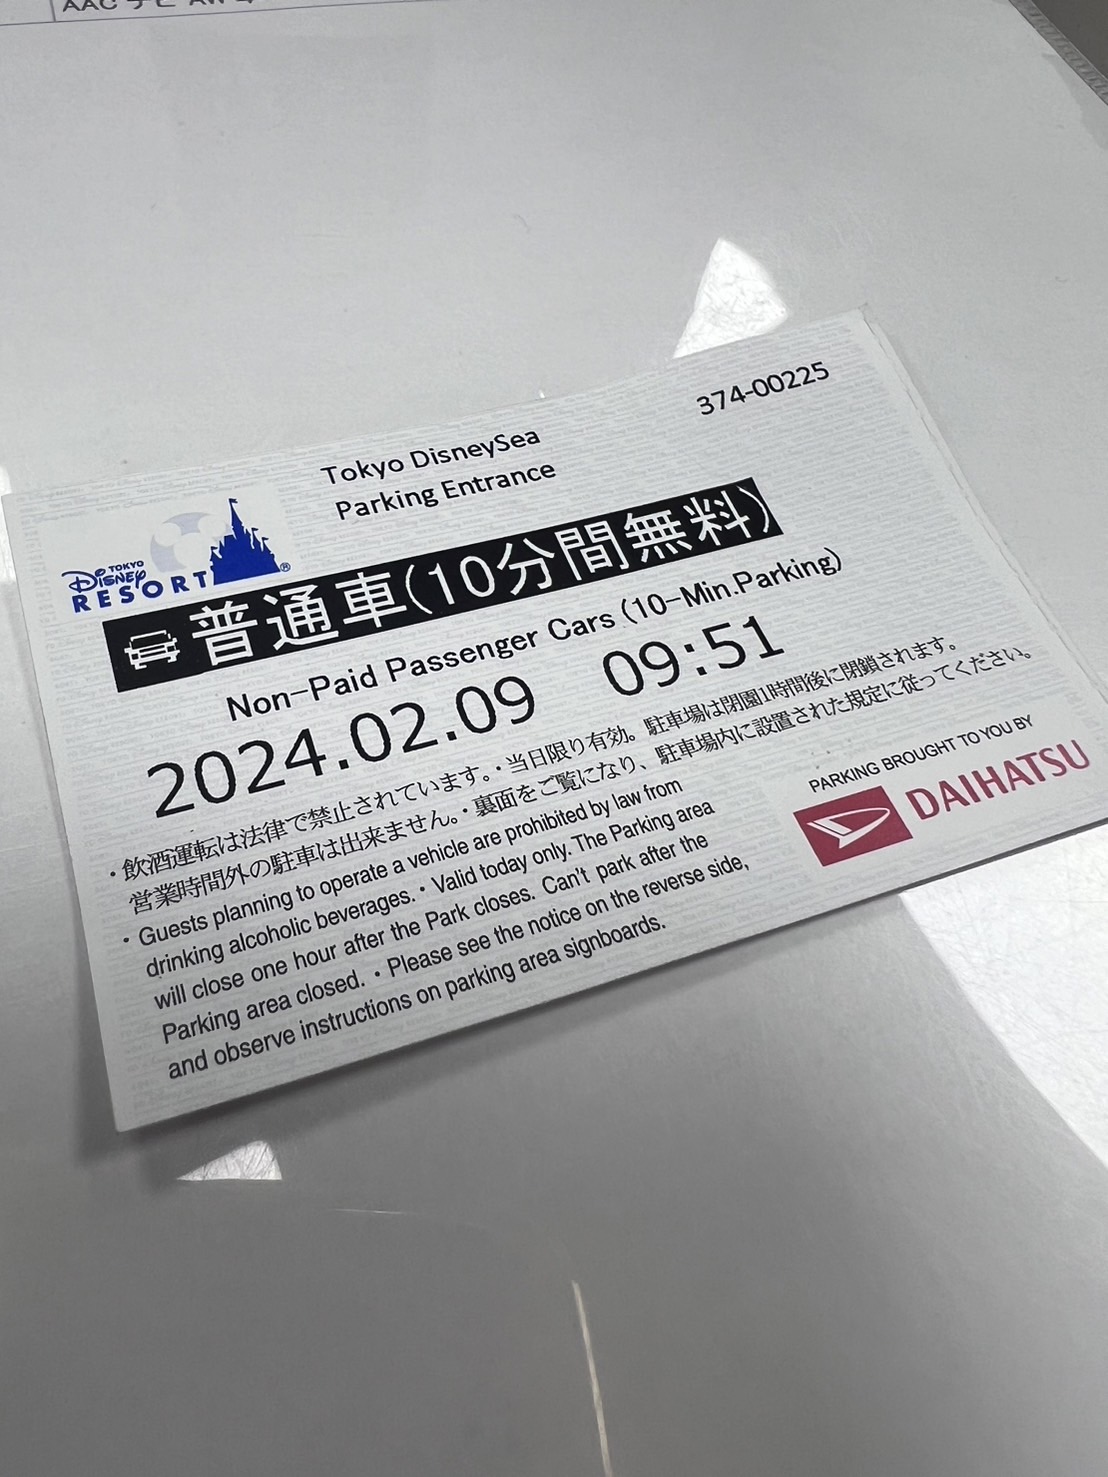 374-00225
Tokyo DisneySea
Parking Entrance
TOKYO
Disney
RESORT®
普通車(10分間無料)
Non-Paid Passenger Cars (10-Min.Parking)
2024.02.09 09:51
・飲酒運転は法律で禁止されています。・当日限り有効。駐車場は閉園1時間後に閉鎖されます。
営業時間外の駐車は出来ません。・裏面をご覧になり、駐車場内に設置された規定に従ってください。
・Guests planning to operate a vehicle are prohibited by law from
drinking alcoholic beverages.・Valid today only. The Parking area
will close one hour after the Park closes. Can't park after the
Parking area closed.・Please see the notice on the reverse side,
and observe instructions on parking area signboards.
PARKING BROUGHT TO YOU BY
DAIHATSU